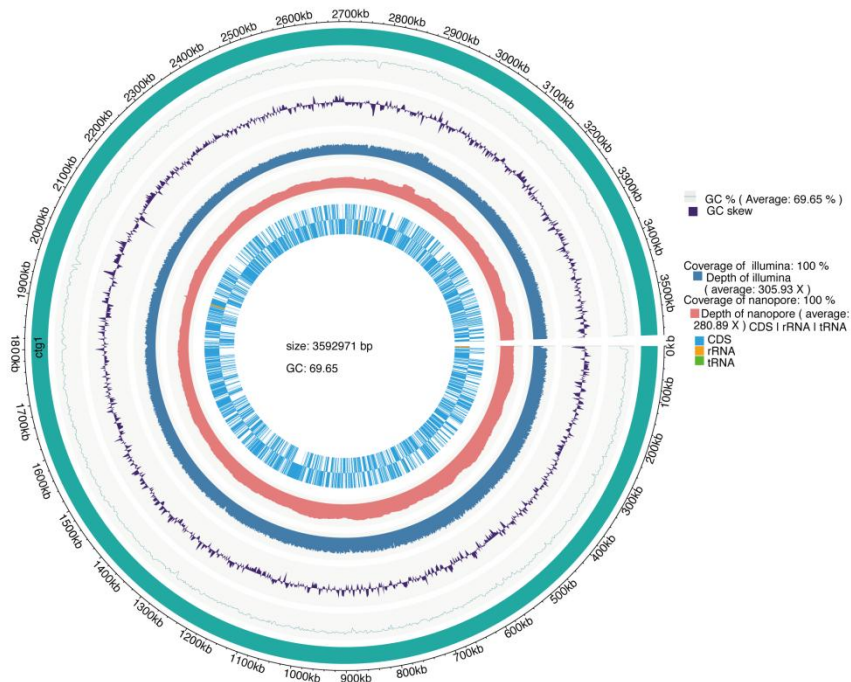 2700kb
2800kb
2900kb
3000kb
3100kb
3200kb
3300kb
3400kb
3500kb
0kb
100kb
200kb
300kb
400kb
500kb
600kb
700kb
800kb
900kb
1000kb
1100kb
1200kb
1300kb
1400kb
1500kb
1600kb
1700kb
1800kb
1900kb
2000kb
2100kb
2200kb
2300kb
2400kb
2500kb
2600kb
ctg1
size: 3592971 bp
GC: 69.65
GC % ( Average: 69.65 % )
GC skew
Coverage of illumina: 100 %
Depth of illumina
( average: 305.93 X )
Coverage of nanopore: 100 %
Depth of nanopore ( average:
280.89 X ) CDS I rRNA I tRNA
CDS
rRNA
tRNA